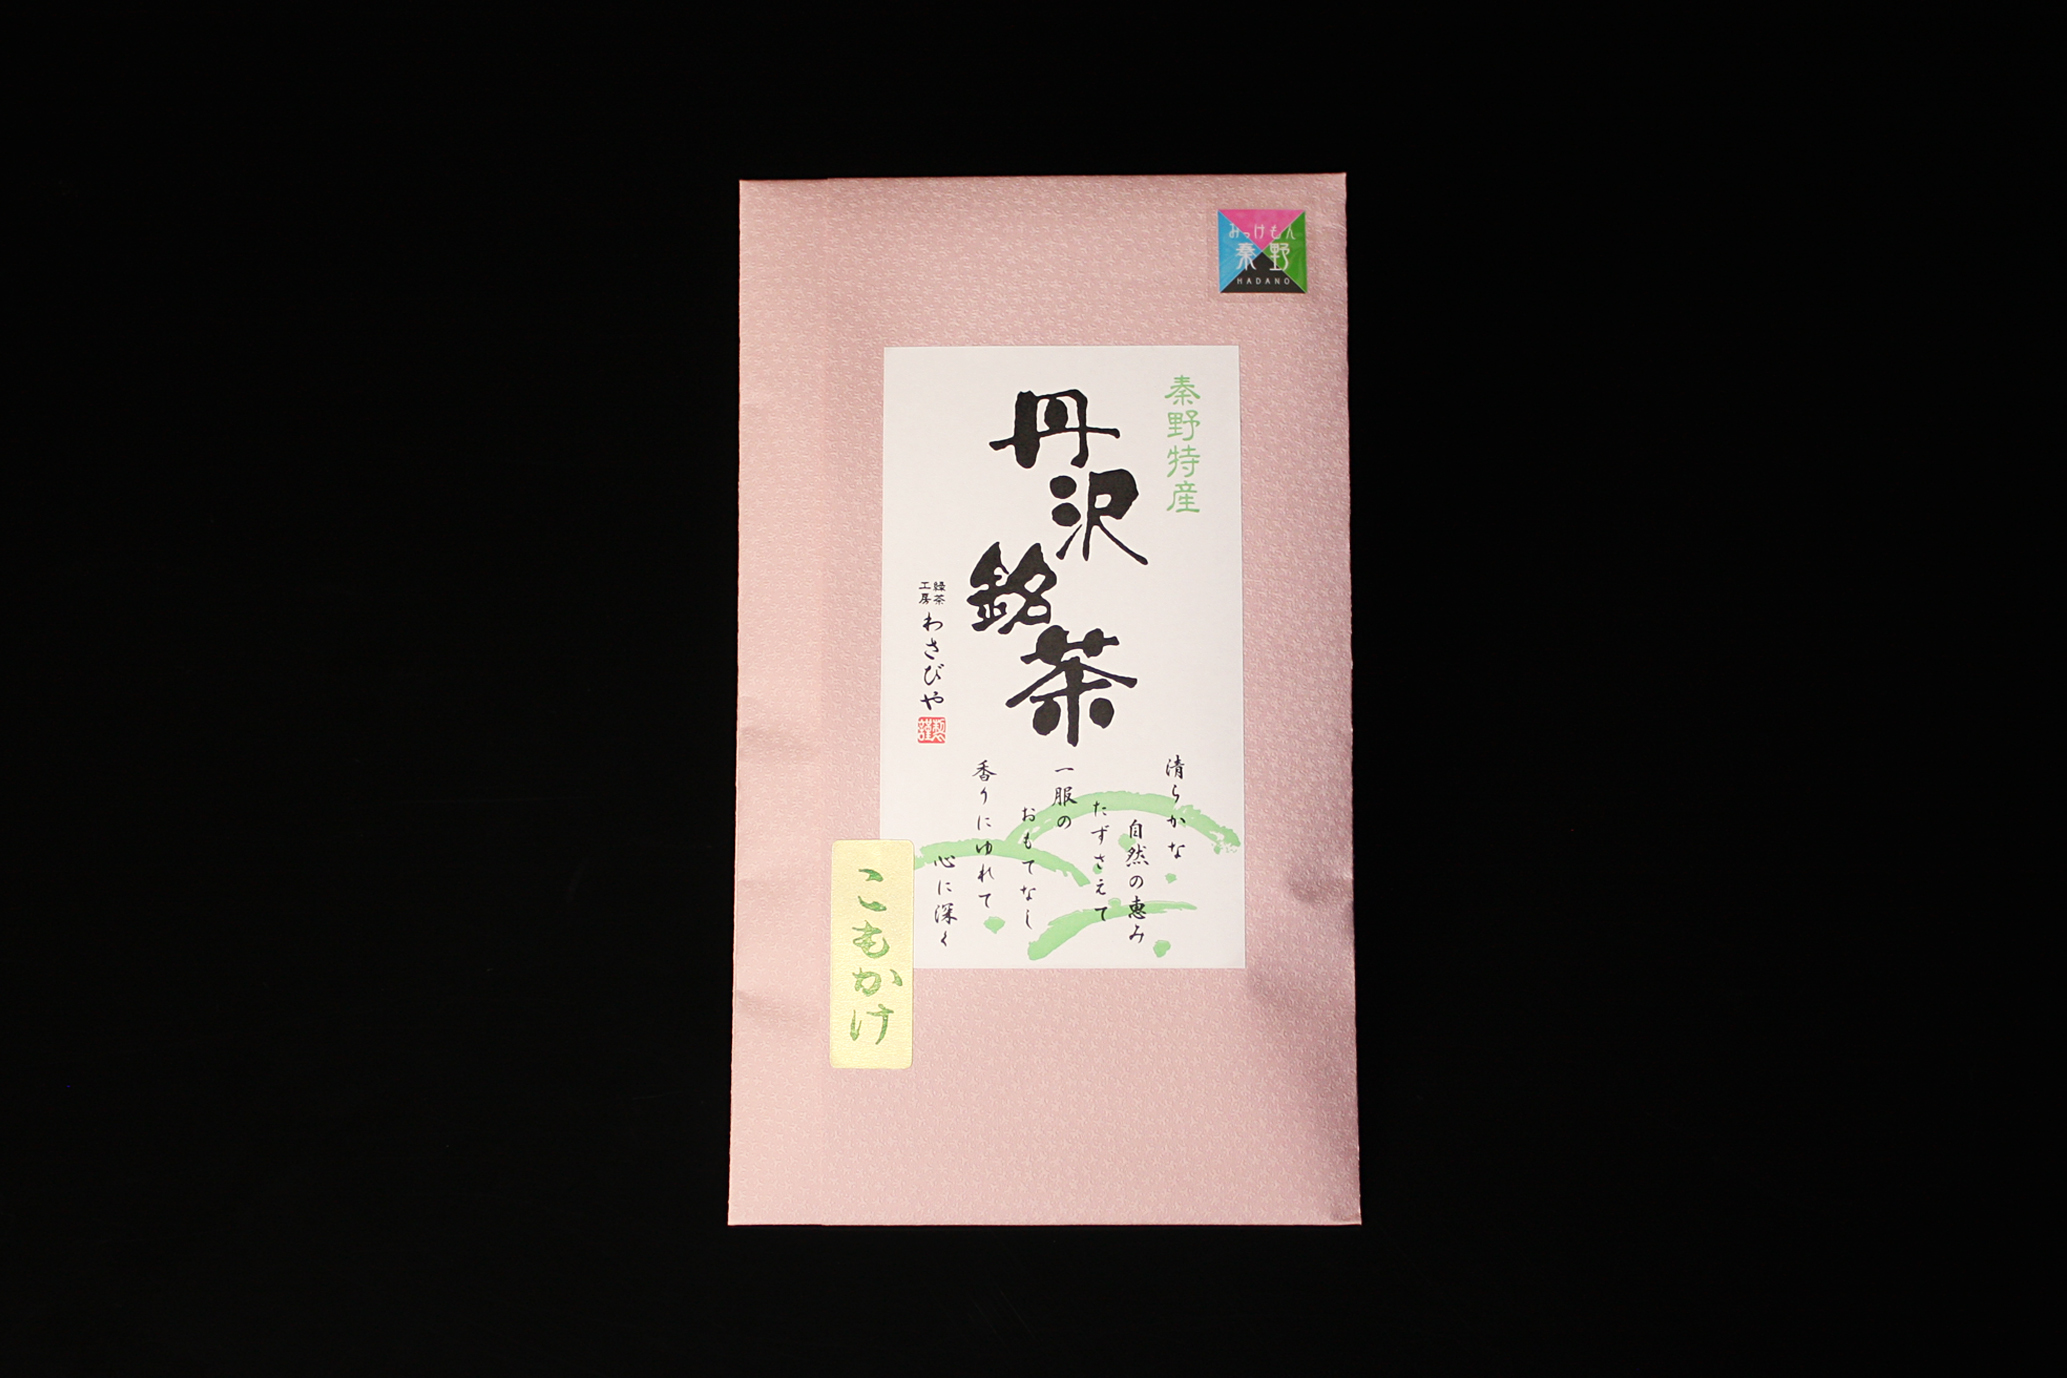 みっけもん
秦野
HADANO
秦野特産
丹沢銘茶
緑茶工房
わさびや
謹製
清らかな
自然の恵み
たずさえて
一服の
おもてなし
香りにゆれて
心に深く
こもかけ